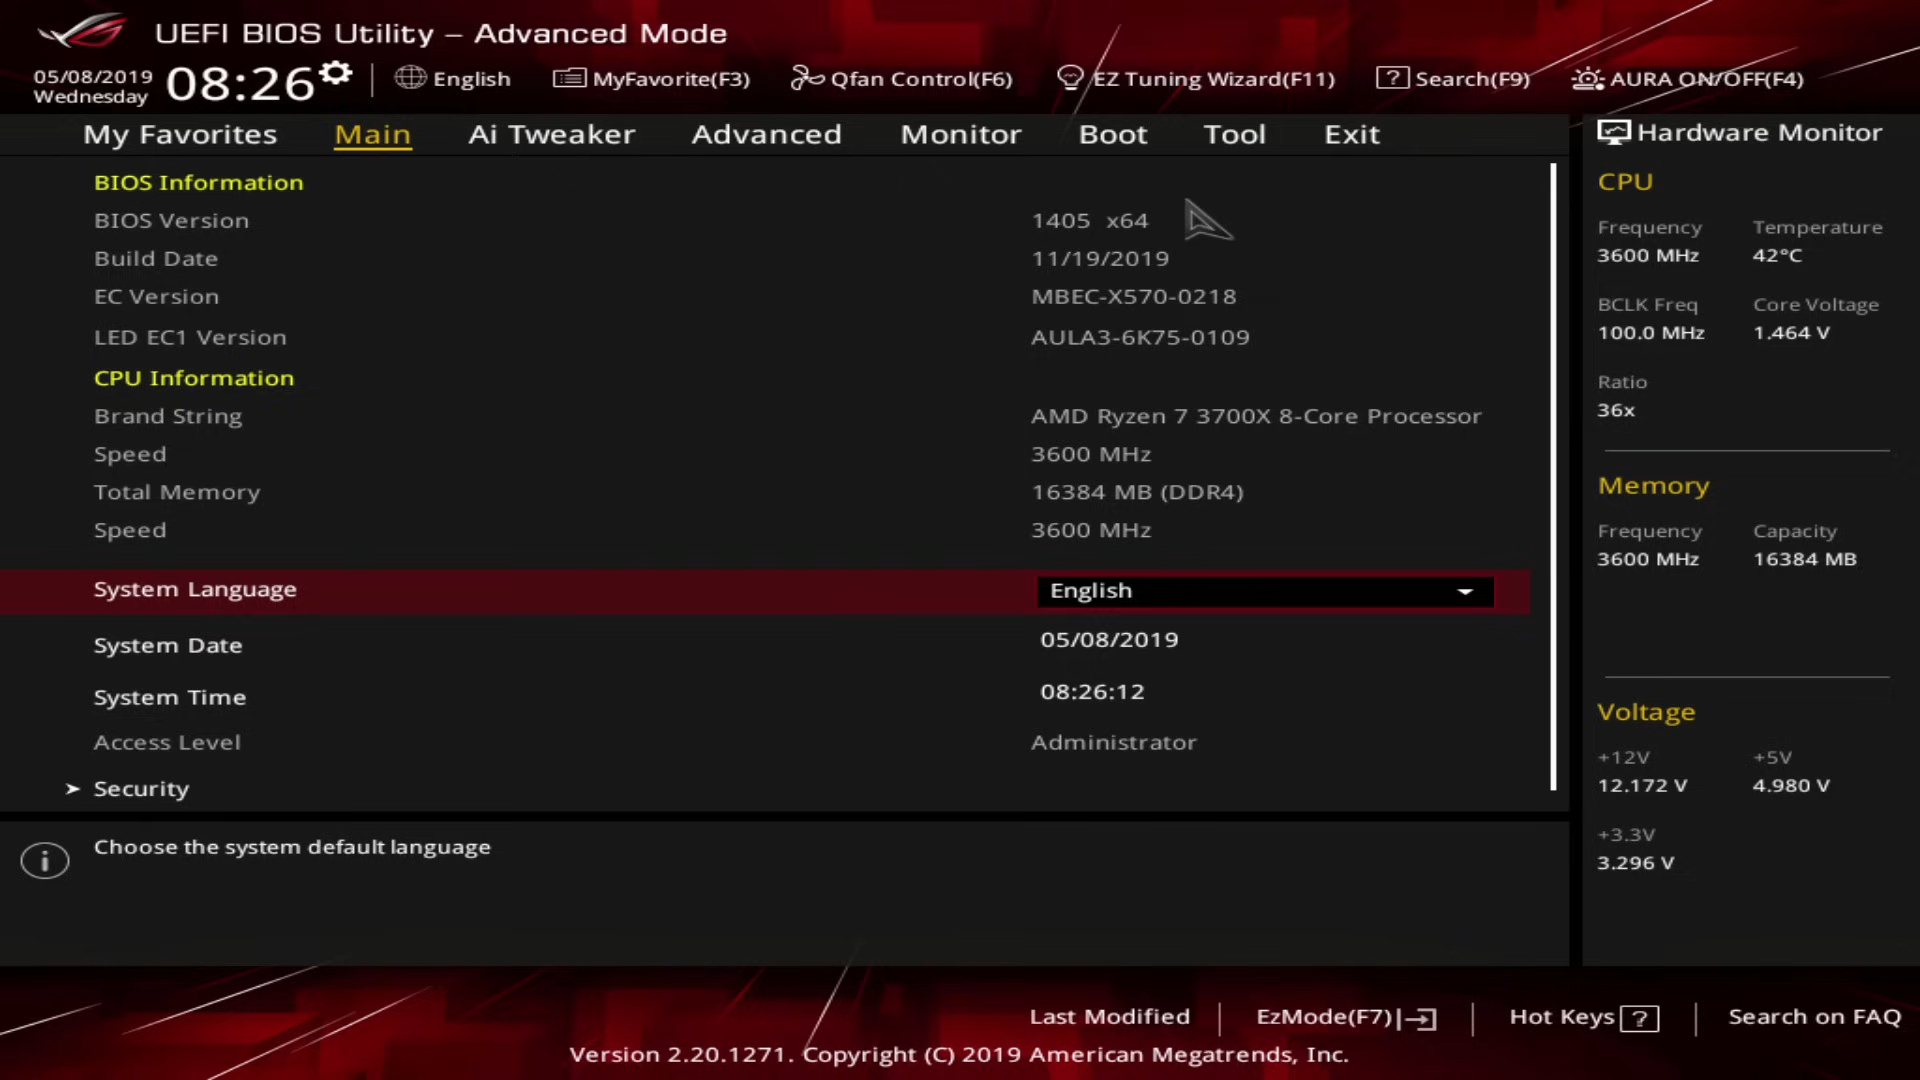 UEFI BIOS Utility – Advanced Mode
05/08/2019
Wednesday
08:26
English
MyFavorite(F3)
Qfan Control(F6)
EZ Tuning Wizard(F11)
? Search(F9)
AURA ON/OFF(F4)
My Favorites Main Ai Tweaker Advanced Monitor Boot Tool Exit
BIOS Information
BIOS Version 1405 x64
Build Date 11/19/2019
EC Version MBEC-X570-0218
LED EC1 Version AULA3-6K75-0109
CPU Information
Brand String AMD Ryzen 7 3700X 8-Core Processor
Speed 3600 MHz
Total Memory 16384 MB (DDR4)
Speed 3600 MHz
System Language English
System Date 05/08/2019
System Time 08:26:12
Access Level Administrator
Security
Choose the system default language
Hardware Monitor
CPU
Frequency Temperature
3600 MHz 42°C
BCLK Freq Core Voltage
100.0 MHz 1.464 V
Ratio
36x
Memory
Frequency Capacity
3600 MHz 16384 MB
Voltage
+12V +5V
12.172 V 4.980 V
+3.3V
3.296 V
Last Modified EzMode(F7) Hot Keys ? Search on FAQ
Version 2.20.1271. Copyright (C) 2019 American Megatrends, Inc.